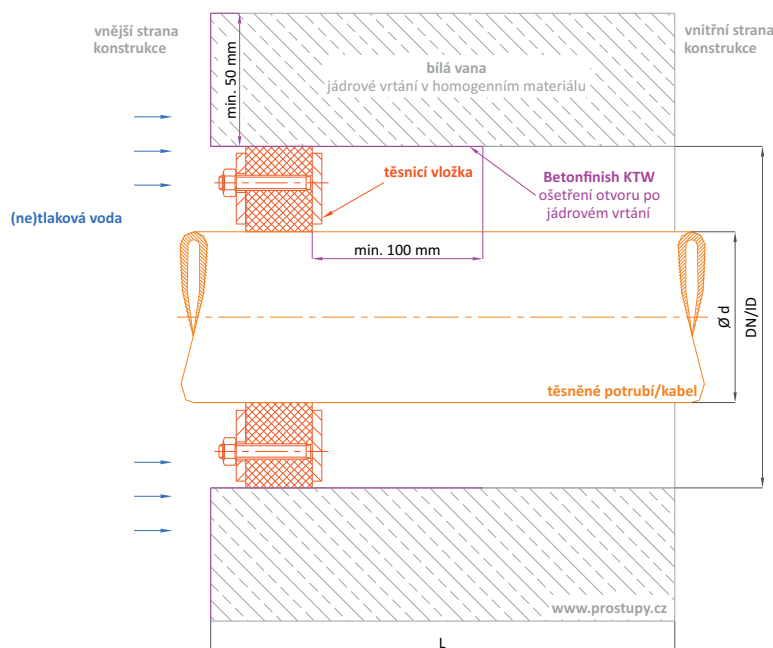 vnější strana
konstrukce
vnitřní strana
konstrukce
min. 50 mm
bílá vana
jádrové vrtání v homogenním materiálu
těsnicí vložka
Betonfinish KTW
ošetření otvoru po
jádrovém vrtání
(ne)tlaková voda
min. 100 mm
Ø d
DN/ID
těsněné potrubí/kabel
www.prostupy.cz
L